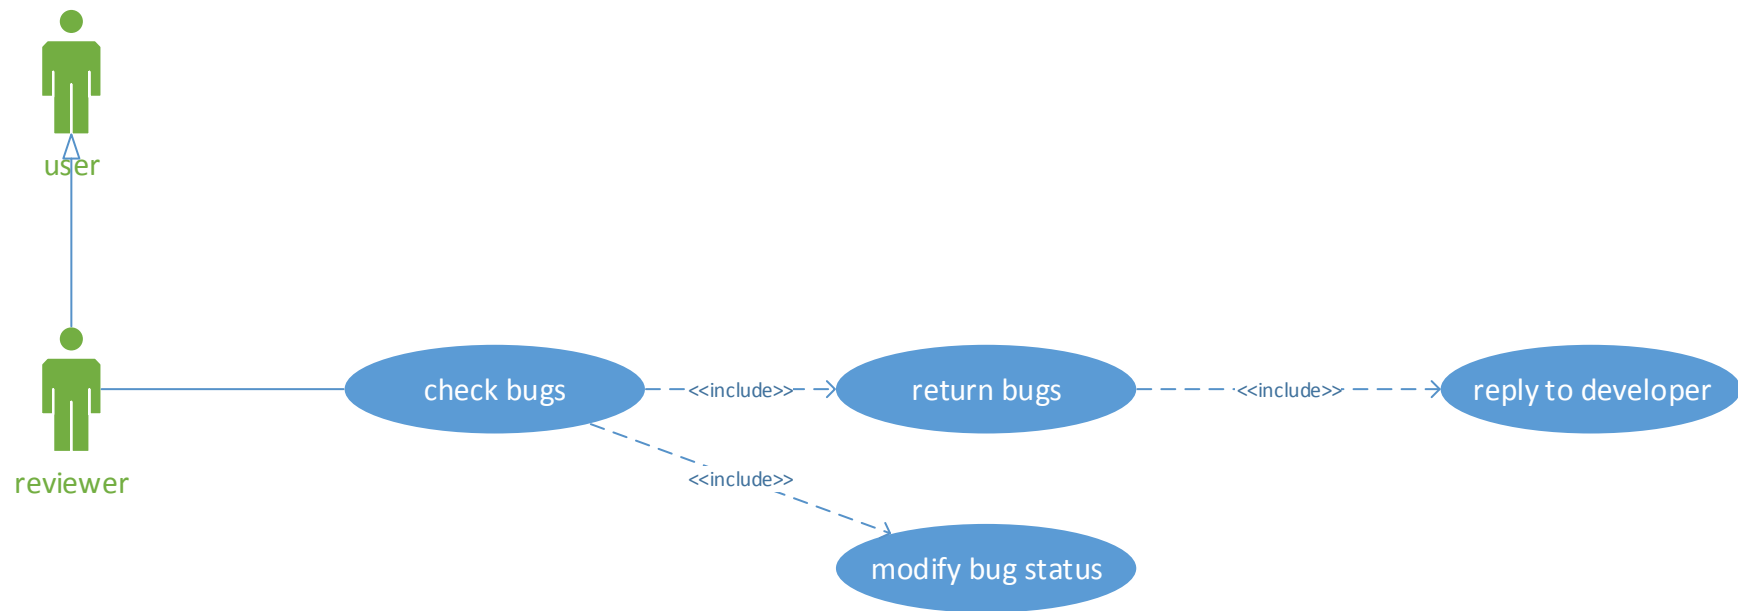 user
check bugs
<<include>>
return bugs
<<include>>
reply to developer
reviewer
<<include>>
modify bug status